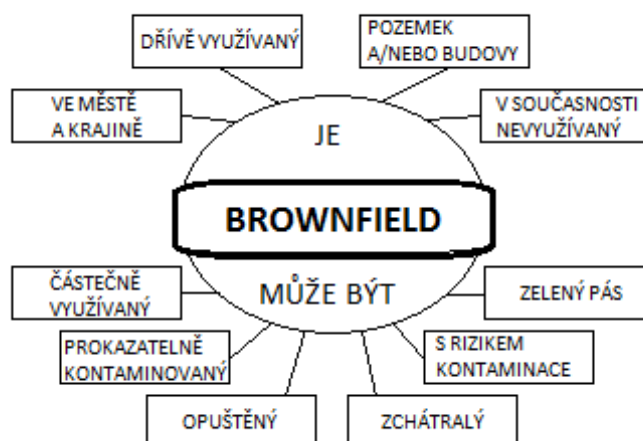 DŘÍVĚ VYUŽÍVANÝ
POZEMEK
A/NEBO BUDOVY
VE MĚSTĚ
A KRAJINĚ
V SOUČASNOSTI
NEVYUŽÍVANÝ
JE
BROWNFIELD
MŮŽE BÝT
ČÁSTEČNĚ
VYUŽÍVANÝ
ZELENÝ PÁS
PROKAZATELNĚ
KONTAMINOVANÝ
S RIZIKEM
KONTAMINACE
OPUŠTĚNÝ
ZCHÁTRALÝ